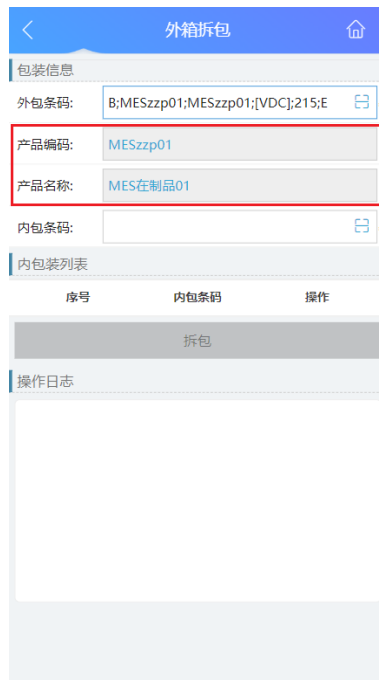 外箱拆包
包装信息
外包条码: B;MESzzp01;MESzzp01;[VDC];215;E
产品编码: MESzzp01
产品名称: MES在制品01
内包条码:
内包装列表
序号 内包条码 操作
拆包
操作日志